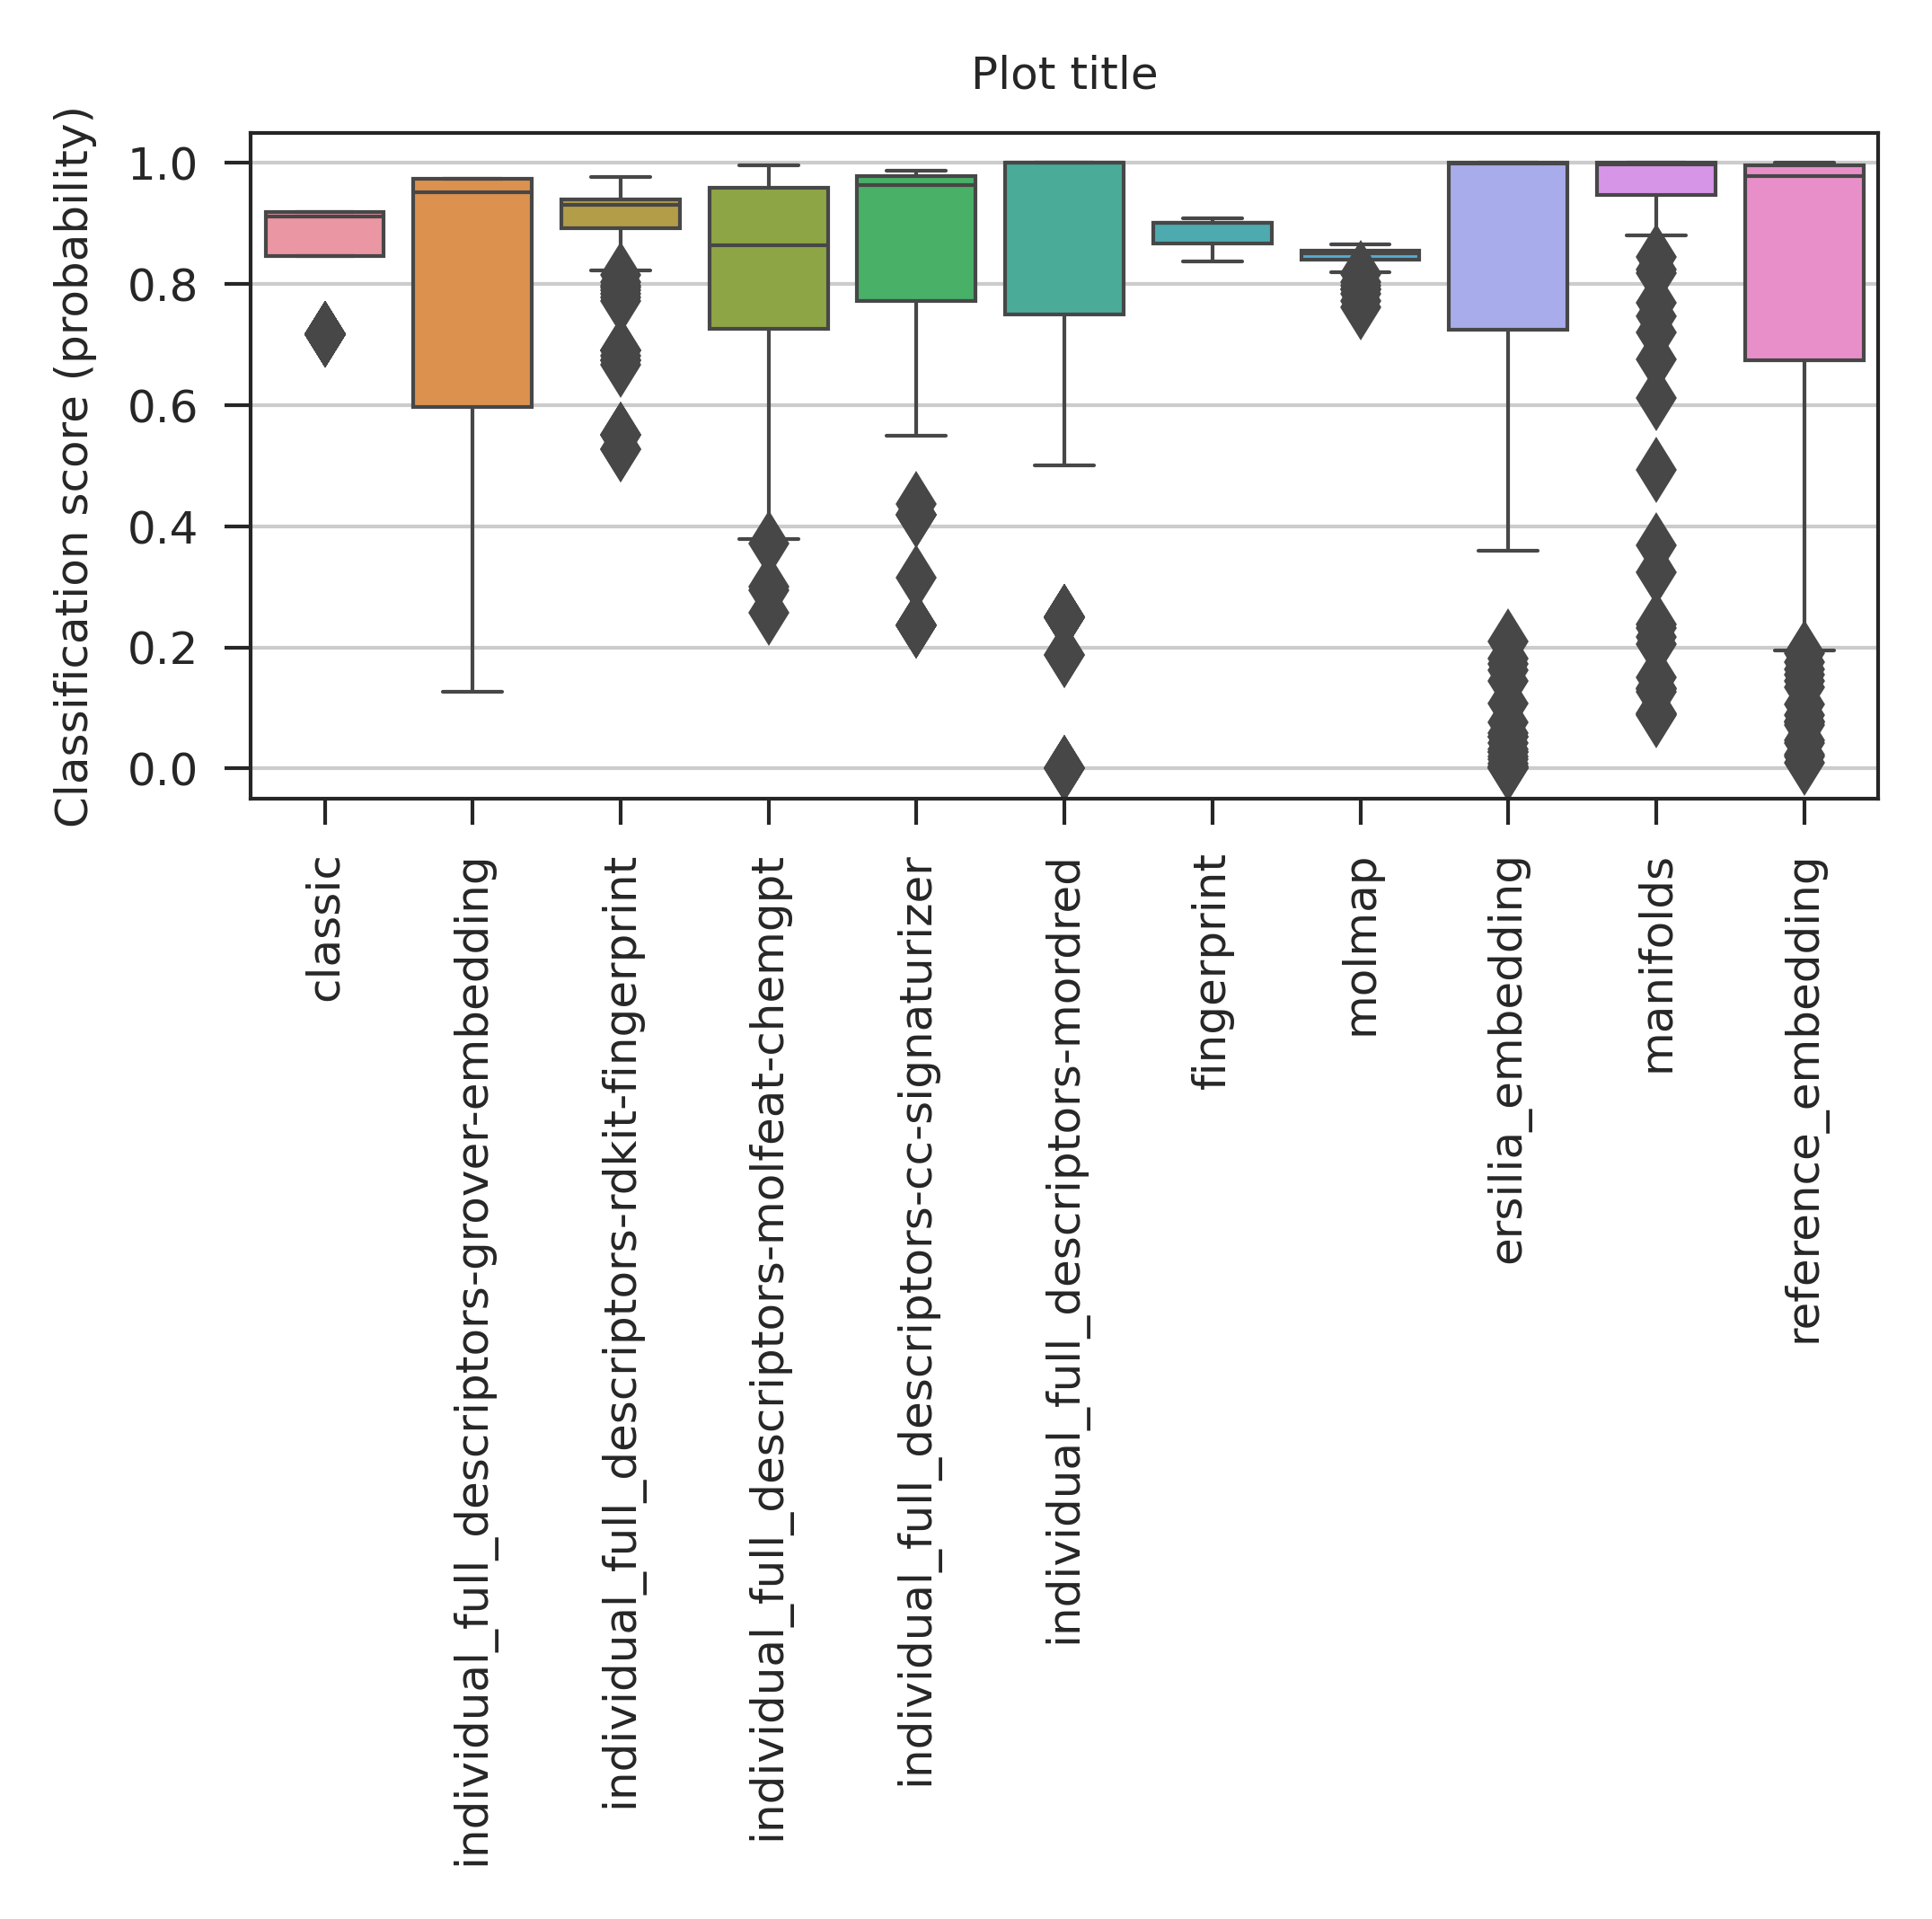 Plot title
Classification score (probability)
1.0
0.8
0.6
0.4
0.2
0.0
classic
individual_full_descriptors-grover-embedding
individual_full_descriptors-rdkit-fingerprint
individual_full_descriptors-molfeat-chemgpt
individual_full_descriptors-cc-signaturizer
individual_full_descriptors-mordred
fingerprint
molmap
ersilia_embedding
manifolds
reference_embedding